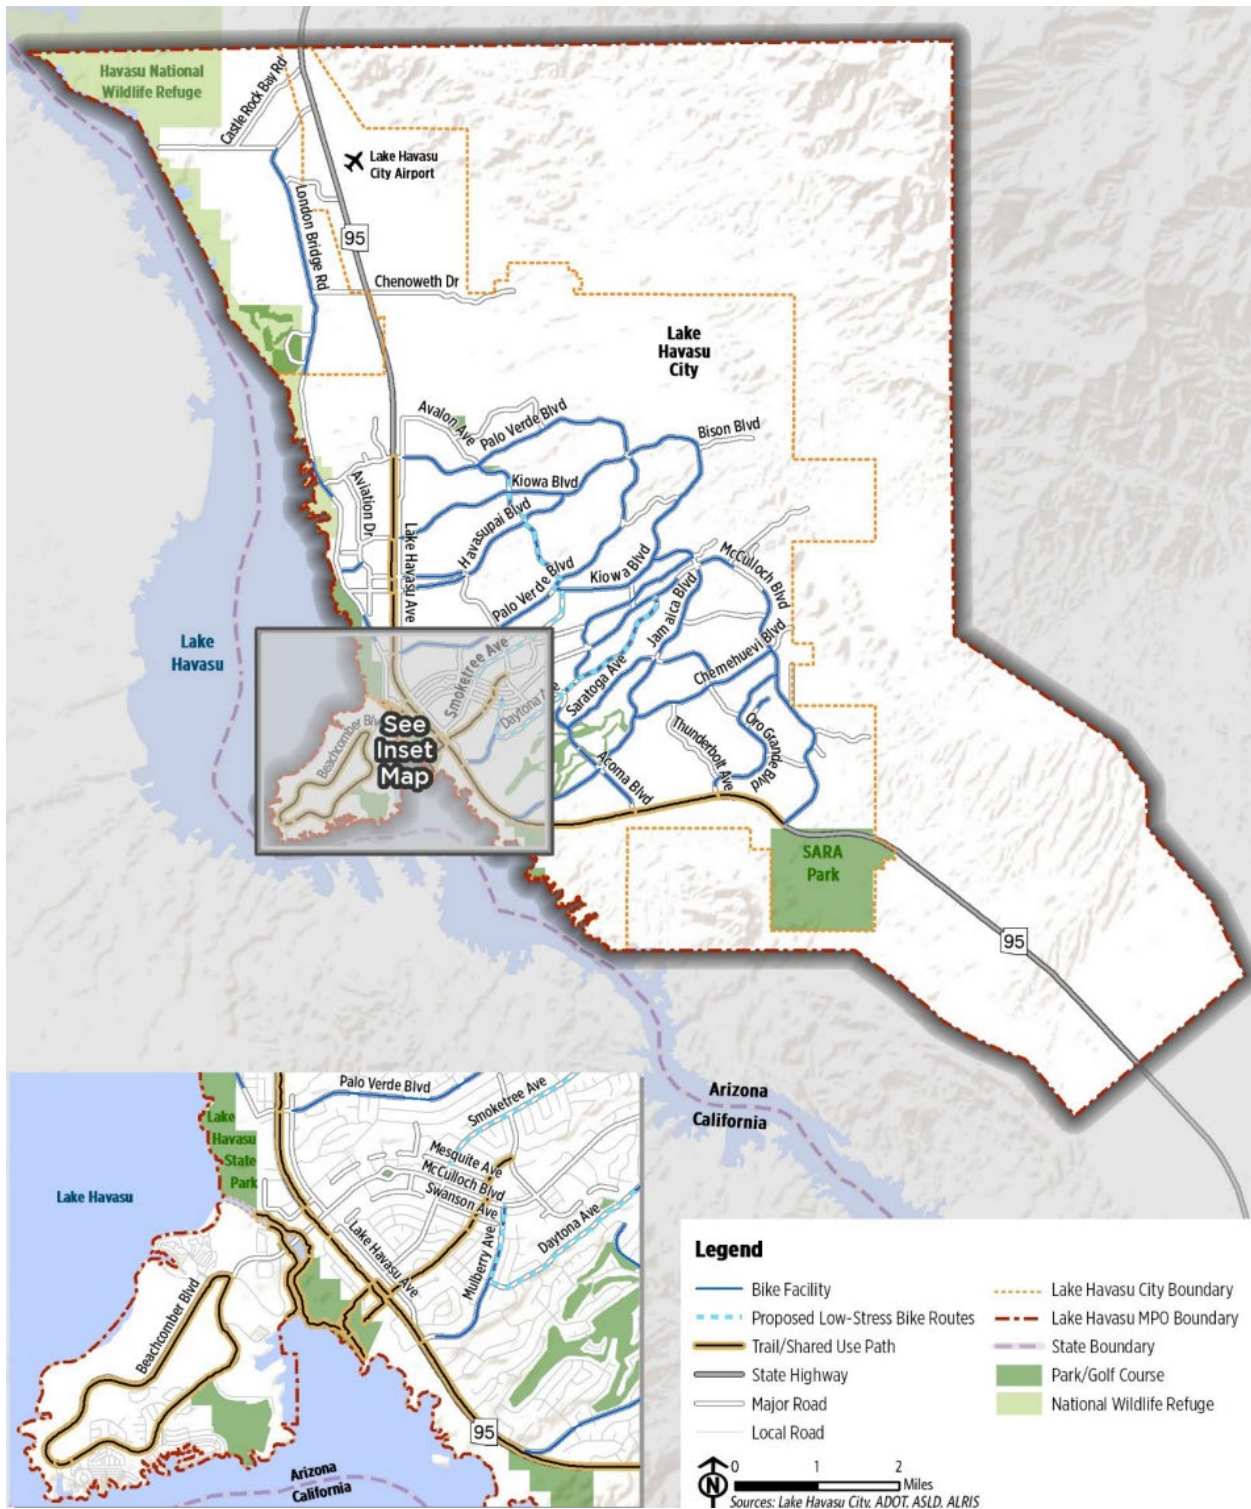 Havasu National
Wildlife Refuge
Castle Rock Bay Rd
Lake Havasu
City Airport
London Bridge Rd
95
Chenoweth Dr
Lake
Havasu
City
Avalon Ave
Palo Verde Blvd
Bison Blvd
Kiowa Blvd
Aviation Dr
Havasupai Blvd
Lake Havasu Ave
McCulloch Blvd
Kiowa Blvd
Palo Verde Blvd
Jamaica Blvd
Lake
Havasu
Smoketree Ave
Chemehuevi Blvd
Saratoga Ave
Daytona Ave
Beachcomber Blvd
See
Inset
Map
Oro Grande Blvd
Thunderbolt Ave
Acoma Blvd
SARA
Park
95
Arizona
California
Palo Verde Blvd
Smoketree Ave
Lake
Havasu
State
Park
Mesquite Ave
McCulloch Blvd
Swanson Ave
Lake Havasu
Daytona Ave
Lake Havasu Ave
Mulberry Ave
Beachcomber Blvd
95
Arizona
California
Legend
Bike Facility
Proposed Low-Stress Bike Routes
Trail/Shared Use Path
State Highway
Major Road
Local Road
Lake Havasu City Boundary
Lake Havasu MPO Boundary
State Boundary
Park/Golf Course
National Wildlife Refuge
N
0 1 2
Miles
Sources: Lake Havasu City, ADOT, ASLD, ALRIS